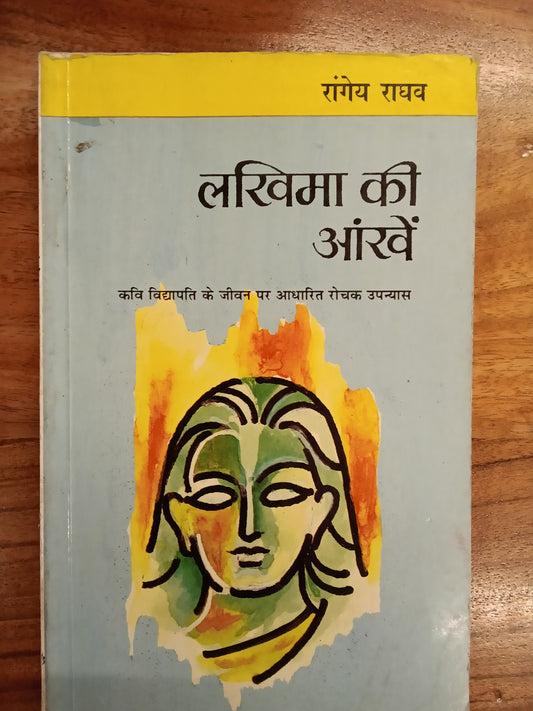 रांगेय राघव
लखिमा की
आंखें
कवि विद्यापति के जीवन पर आधारित रोचक उपन्यास